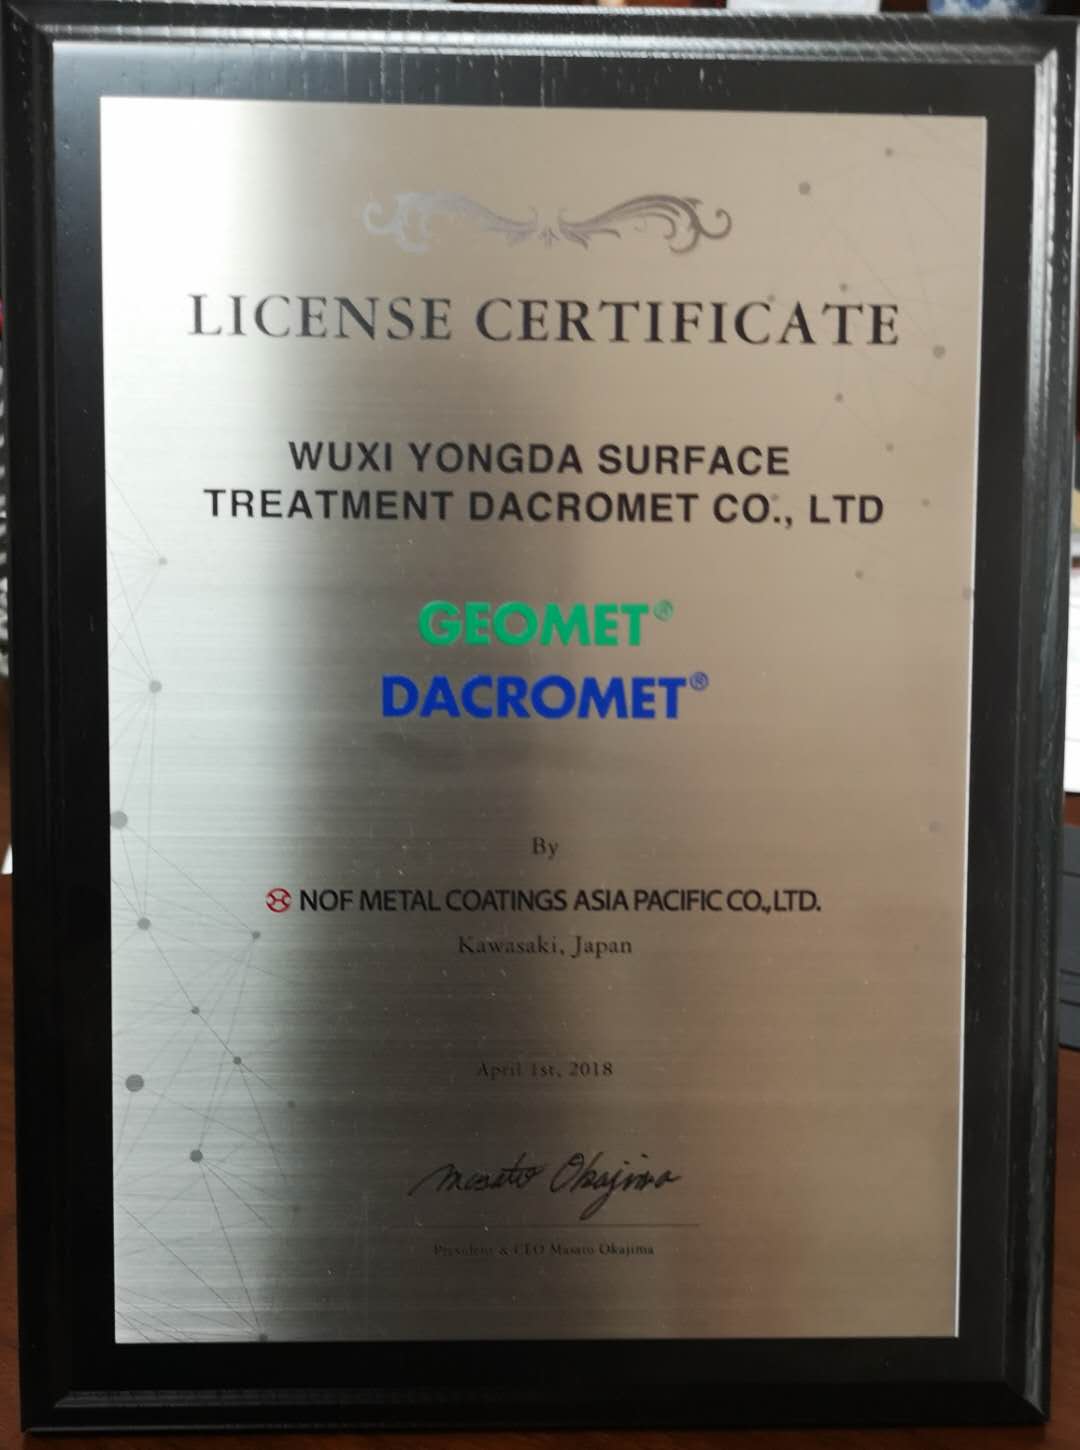 LICENSE CERTIFICATE
WUXI YONGDA SURFACE
TREATMENT DACROMET CO., LTD
GEOMET®
DACROMET®
By
NOF METAL COATINGS ASIA PACIFIC CO.,LTD.
Kawasaki, Japan
April 1st, 2018
Masato Okajima
President & CEO Masato Okajima